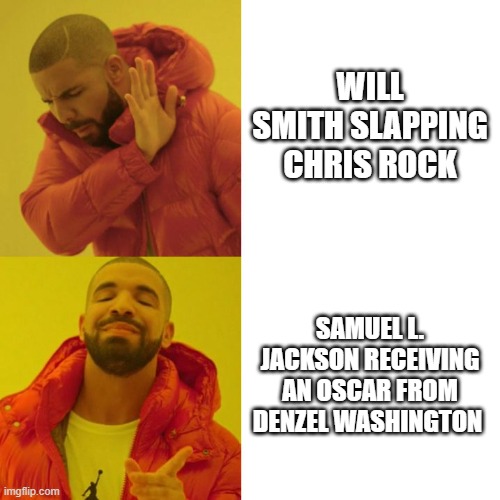 WILL
SMITH SLAPPING
CHRIS ROCK
SAMUEL L.
JACKSON RECEIVING
AN OSCAR FROM
DENZEL WASHINGTON
imgflip.com